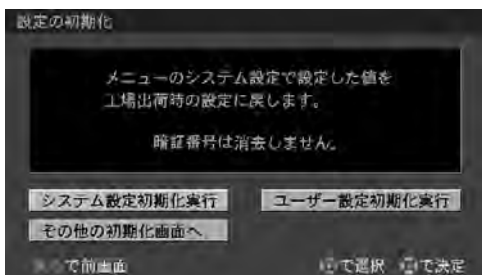 設定の初期化
メニューのシステム設定で設定した値を
工場出荷時の設定に戻します。
暗証番号は消去しません。
システム設定初期化実行
ユーザー設定初期化実行
その他の初期化画面へ
で前画面
で選択
で決定